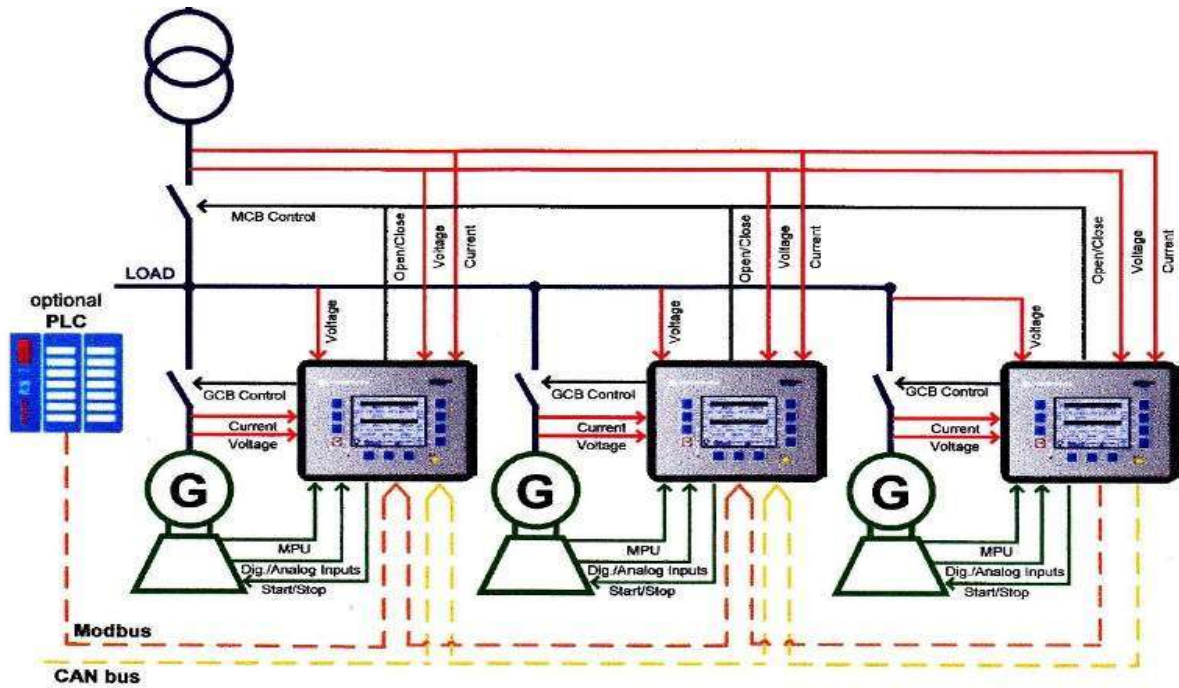 MCB Control
Open/Close
Voltage
Current
Open/Close
Voltage
Current
Open/Close
Voltage
Current
LOAD
optional
PLC
Voltage
Voltage
Voltage
GCB Control
GCB Control
GCB Control
Current
Voltage
Current
Voltage
Current
Voltage
G
G
G
MPU
Dig./Analog Inputs
Start/Stop
MPU
Dig./Analog Inputs
Start/Stop
MPU
Dig./Analog Inputs
Start/Stop
Modbus
CAN bus